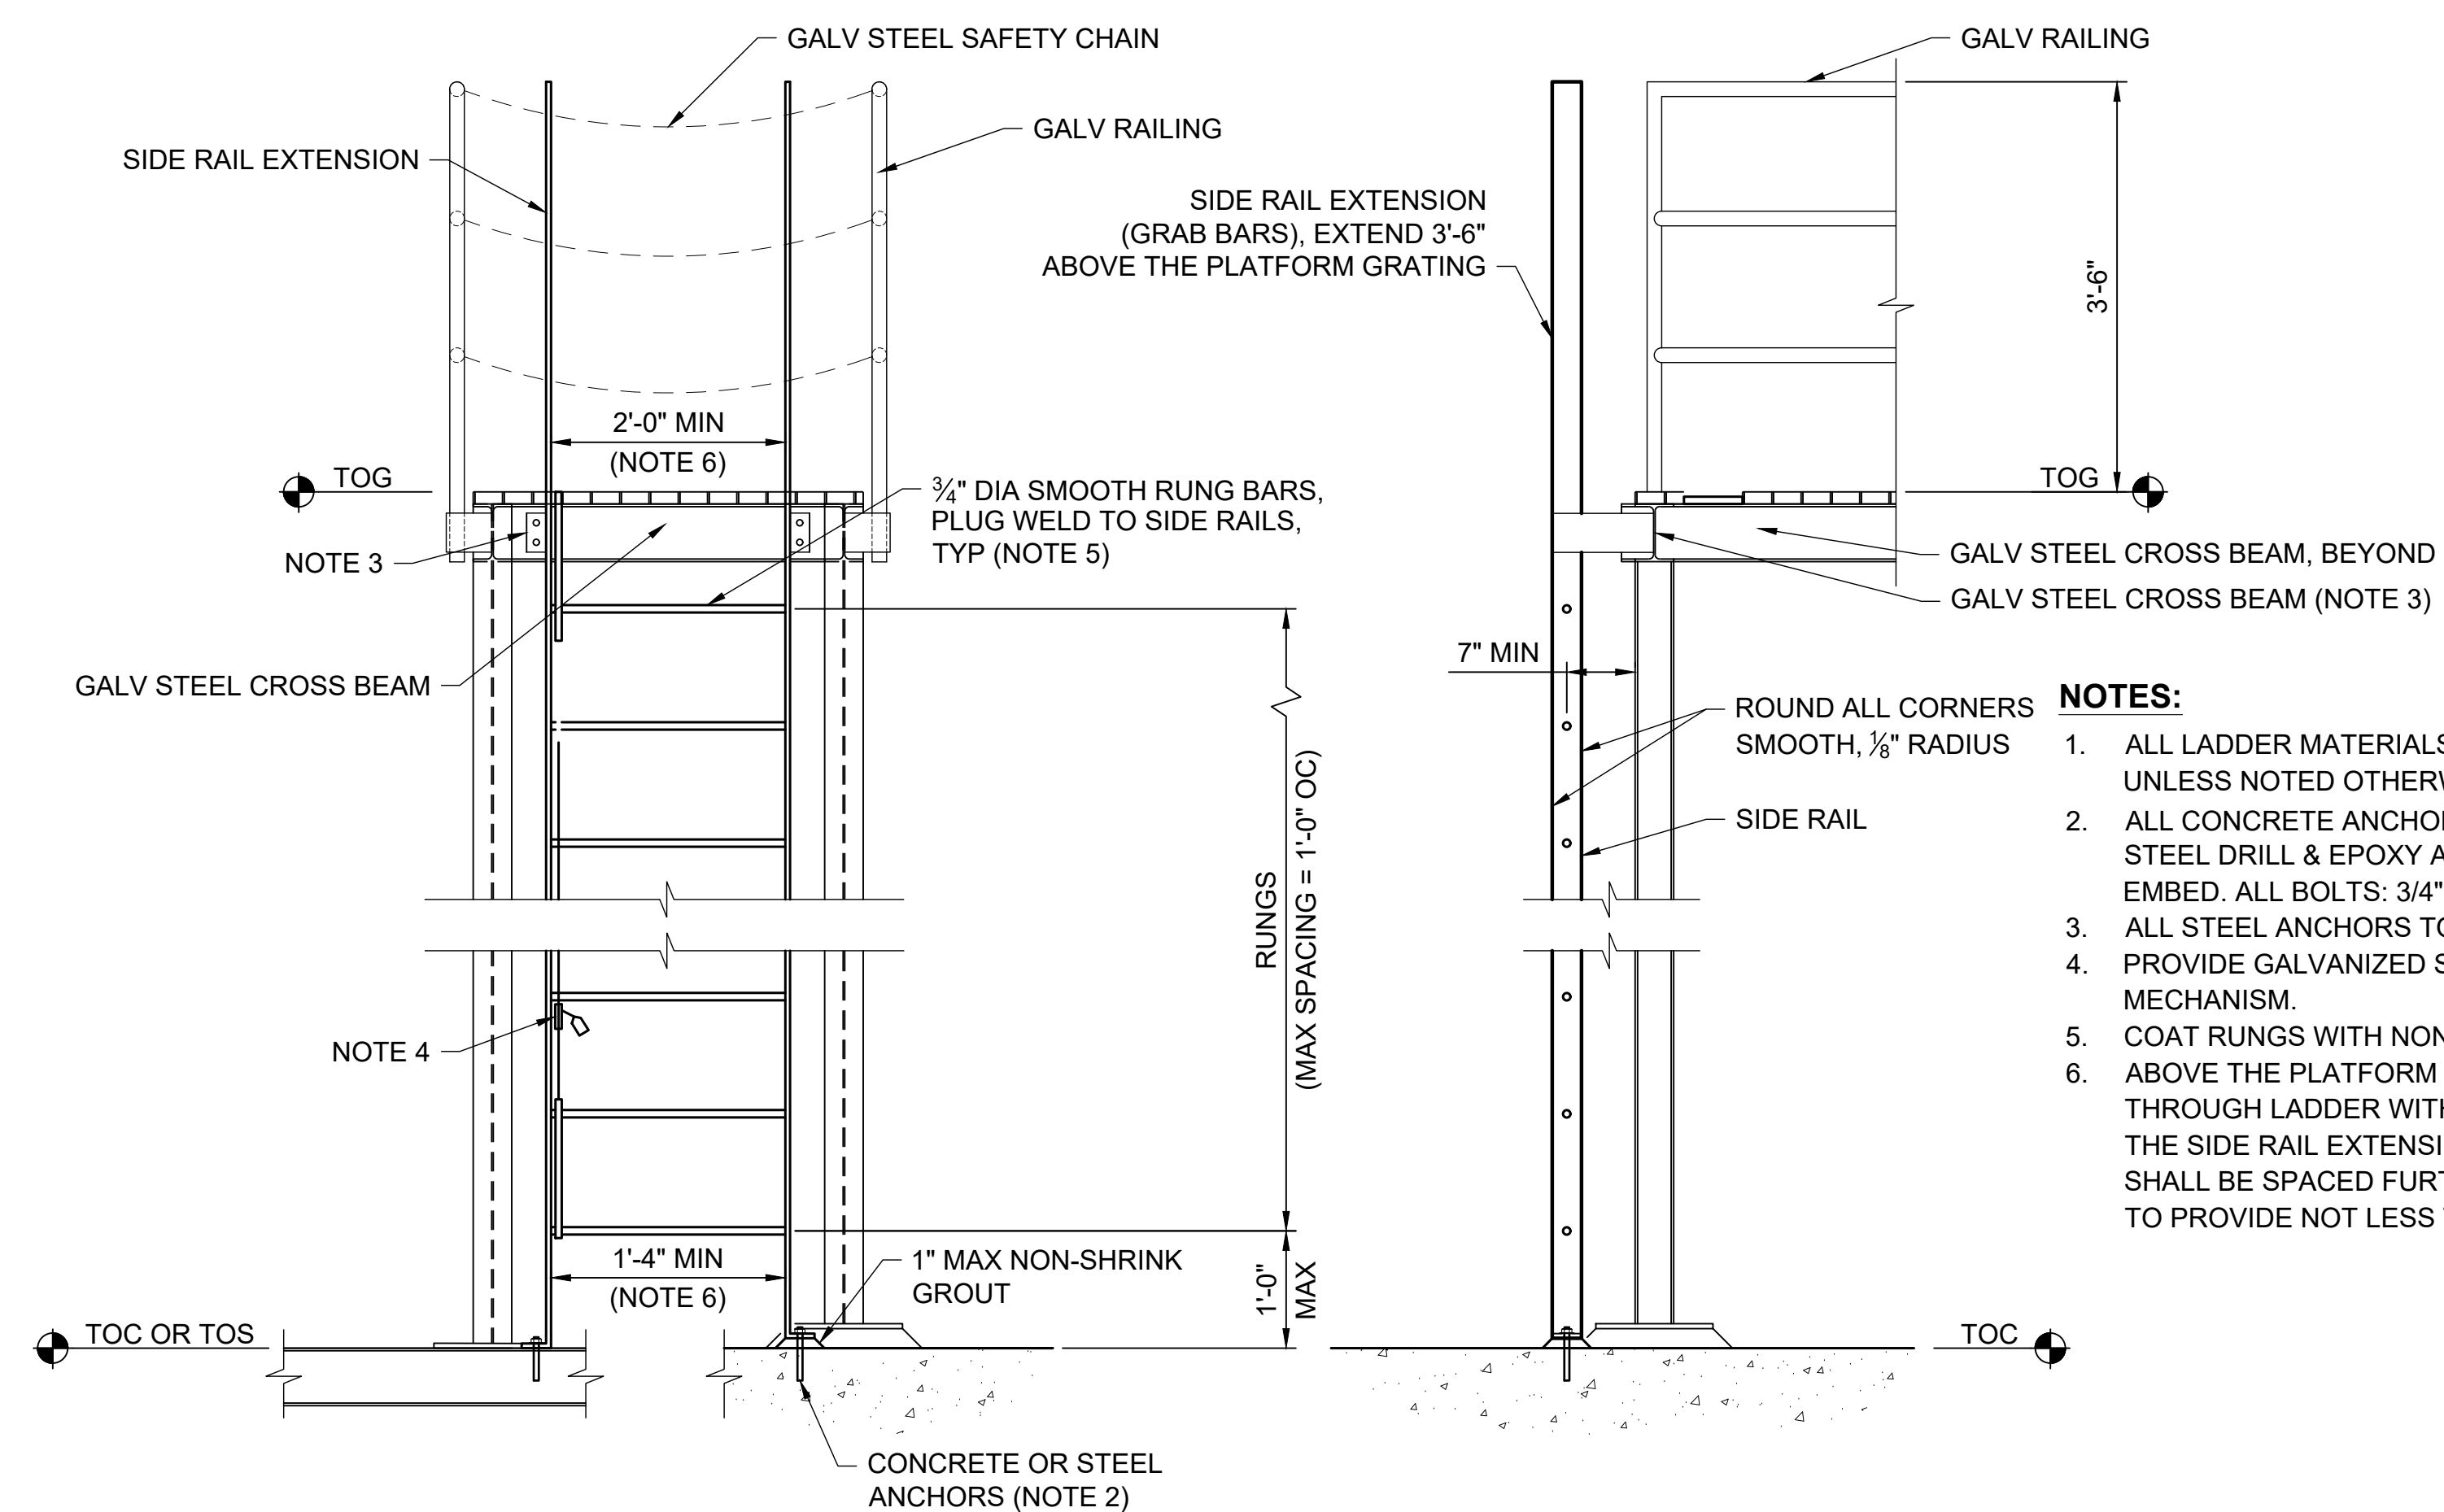 GALV STEEL SAFETY CHAIN
GALV RAILING
SIDE RAIL EXTENSION
2'-0" MIN
(NOTE 6)
TOG
3/4" DIA SMOOTH RUNG BARS,
PLUG WELD TO SIDE RAILS,
TYP (NOTE 5)
NOTE 3
GALV STEEL CROSS BEAM
RUNGS
(MAX SPACING = 1'-0" OC)
NOTE 4
1'-4" MIN
(NOTE 6)
1" MAX NON-SHRINK
GROUT
1'-0"
MAX
TOC OR TOS
CONCRETE OR STEEL
ANCHORS (NOTE 2)
GALV RAILING
SIDE RAIL EXTENSION
(GRAB BARS), EXTEND 3'-6"
ABOVE THE PLATFORM GRATING
3'-6"
TOG
GALV STEEL CROSS BEAM, BEYOND
GALV STEEL CROSS BEAM (NOTE 3)
7" MIN
ROUND ALL CORNERS
SMOOTH, 1/8" RADIUS
SIDE RAIL
TOC
NOTES:
1. ALL LADDER MATERIALS
UNLESS NOTED
2. ALL CONCRETE
STEEL DRILL & EPOXY
EMBED. ALL BOLTS: 3/4"
3. ALL STEEL ANCHORS
4. PROVIDE GALVANIZED
MECHANISM.
5. COAT RUNGS WITH NON
6. ABOVE THE PLATFORM
THROUGH LADDER
THE SIDE RAIL
SHALL BE SPACED
TO PROVIDE NOT LESS